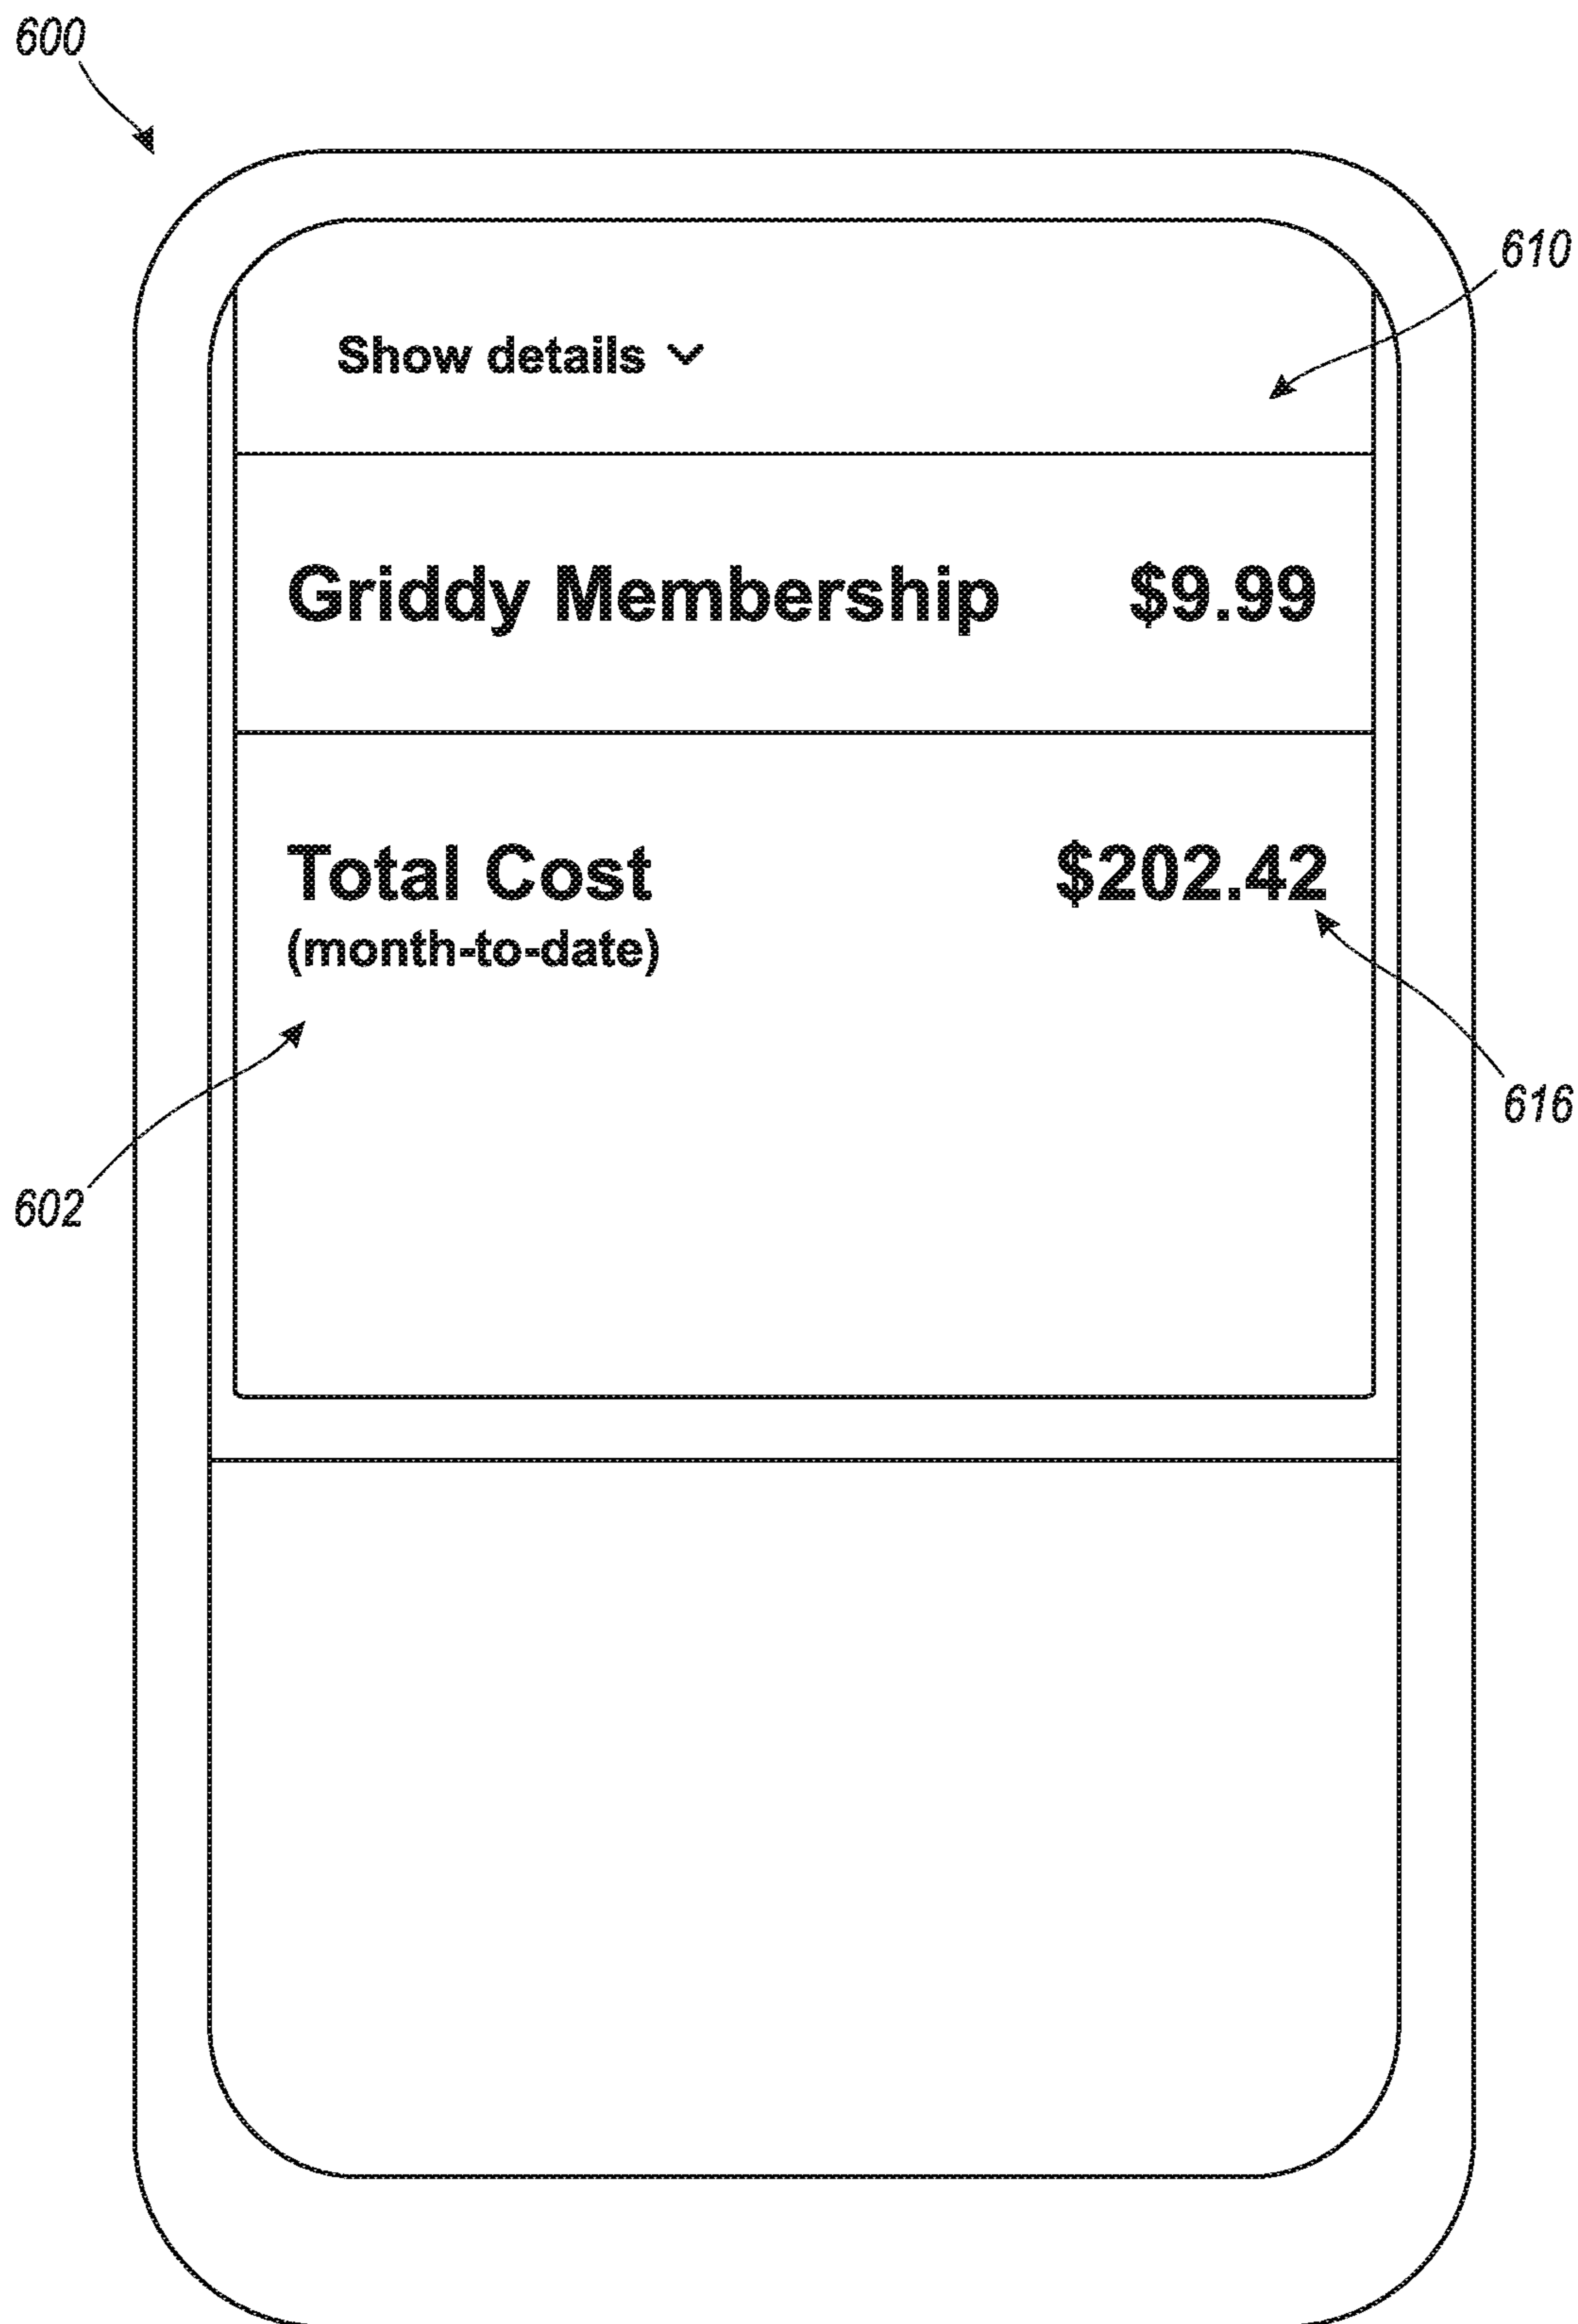 600
610
Show details
Griddy Membership $9.99
Total Cost $202.42
(month-to-date)
616
602